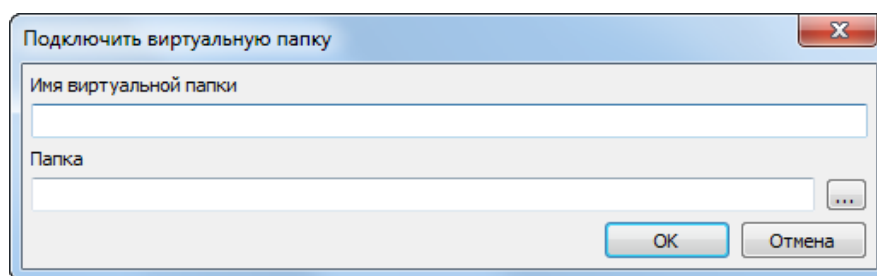 Подключить виртуальную папку
Имя виртуальной папки
Папка
...
OK
Отмена